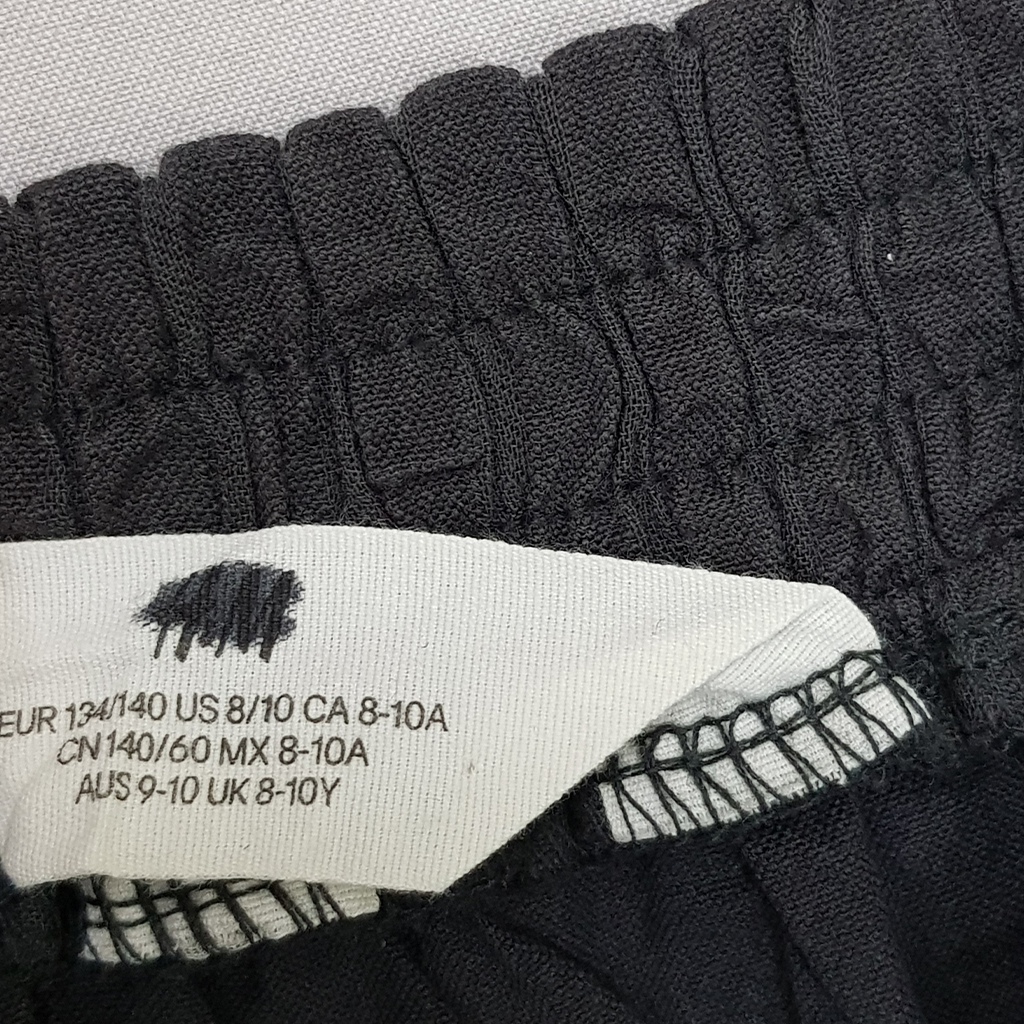 EUR 134/140 US 8/10 CA 8-10A
CN 140/60 MX 8-10A
AUS 9-10 UK 8-10Y